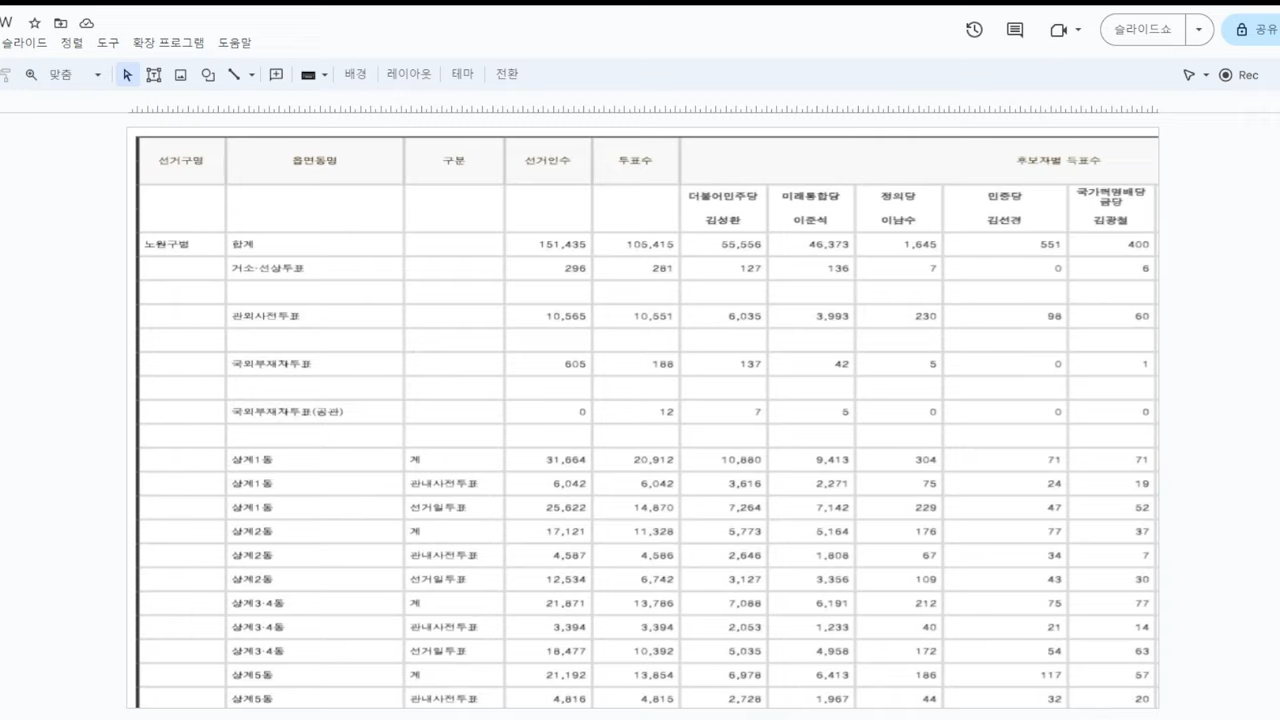 W
슬라이드 정렬 도구 확장 프로그램 도움말
슬라이드쇼
공유
맞춤 배경 레이아웃 테마 전환 Rec
선거구명 읍면동명 구분 선거인수 투표수 후보자별 득표수
더불어민주당 미래통합당 정의당 민중당 국가혁명배당
금당
김성환 이준석 이남수 김선경 김광철
노원구병 합계 151,435 105,415 55,556 46,373 1,645 551 400
거소·선상투표 296 281 127 136 7 0 6
관외사전투표 10,565 10,551 6,035 3,993 230 98 60
국외부재자투표 605 188 137 42 5 0 1
국외부재자투표(공관) 0 12 7 5 0 0 0
상계1동 계 31,664 20,912 10,880 9,413 304 71 71
상계1동 관내사전투표 6,042 6,042 3,616 2,271 75 24 19
상계1동 선거일투표 25,622 14,870 7,264 7,142 229 47 52
상계2동 계 17,121 11,328 5,773 5,164 176 77 37
상계2동 관내사전투표 4,587 4,586 2,646 1,808 67 34 7
상계2동 선거일투표 12,534 6,742 3,127 3,356 109 43 30
상계3·4동 계 21,871 13,786 7,088 6,191 212 75 77
상계3·4동 관내사전투표 3,394 3,394 2,053 1,233 40 21 14
상계3·4동 선거일투표 18,477 10,392 5,035 4,958 172 54 63
상계5동 계 21,192 13,854 6,978 6,413 186 117 57
상계5동 관내사전투표 4,816 4,815 2,728 1,967 44 32 20